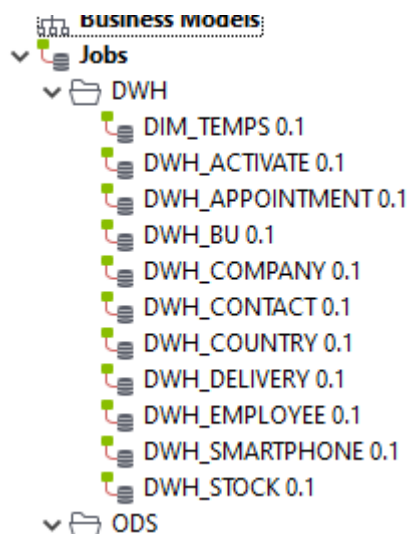 Business Models
Jobs
DWH
DIM_TEMPS 0.1
DWH_ACTIVATE 0.1
DWH_APPOINTMENT 0.1
DWH_BU 0.1
DWH_COMPANY 0.1
DWH_CONTACT 0.1
DWH_COUNTRY 0.1
DWH_DELIVERY 0.1
DWH_EMPLOYEE 0.1
DWH_SMARTPHONE 0.1
DWH_STOCK 0.1
ODS